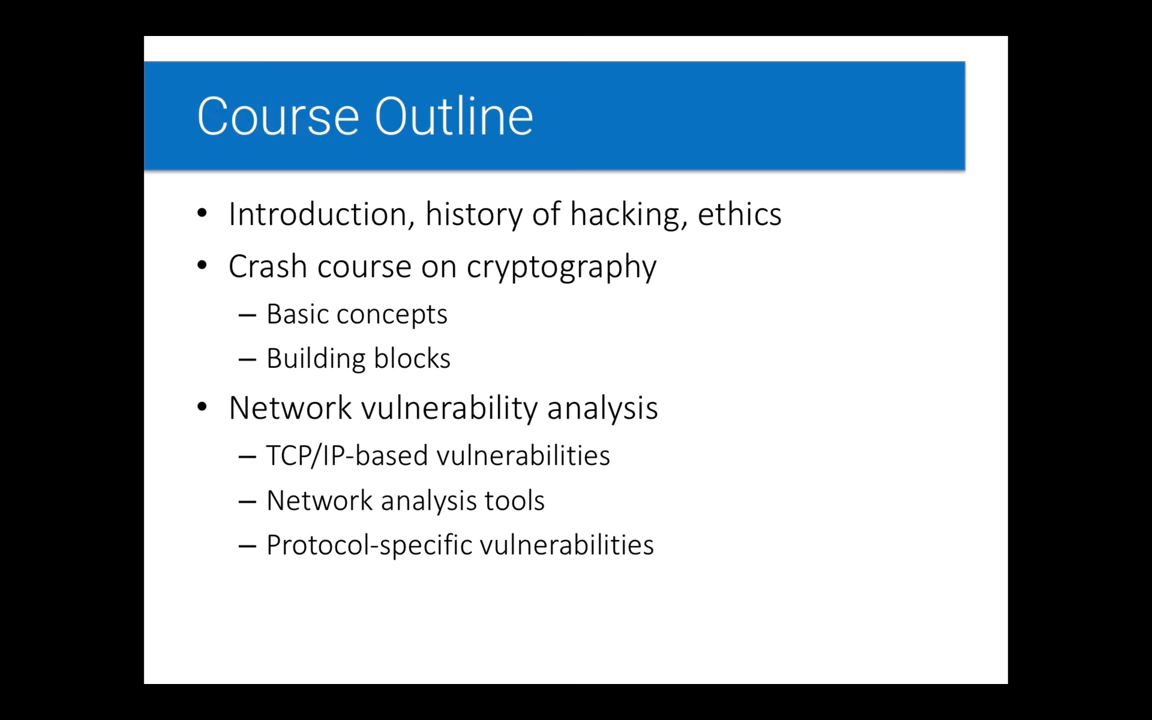 Course Outline
• Introduction, history of hacking, ethics
• Crash course on cryptography
– Basic concepts
– Building blocks
• Network vulnerability analysis
– TCP/IP-based vulnerabilities
– Network analysis tools
– Protocol-specific vulnerabilities